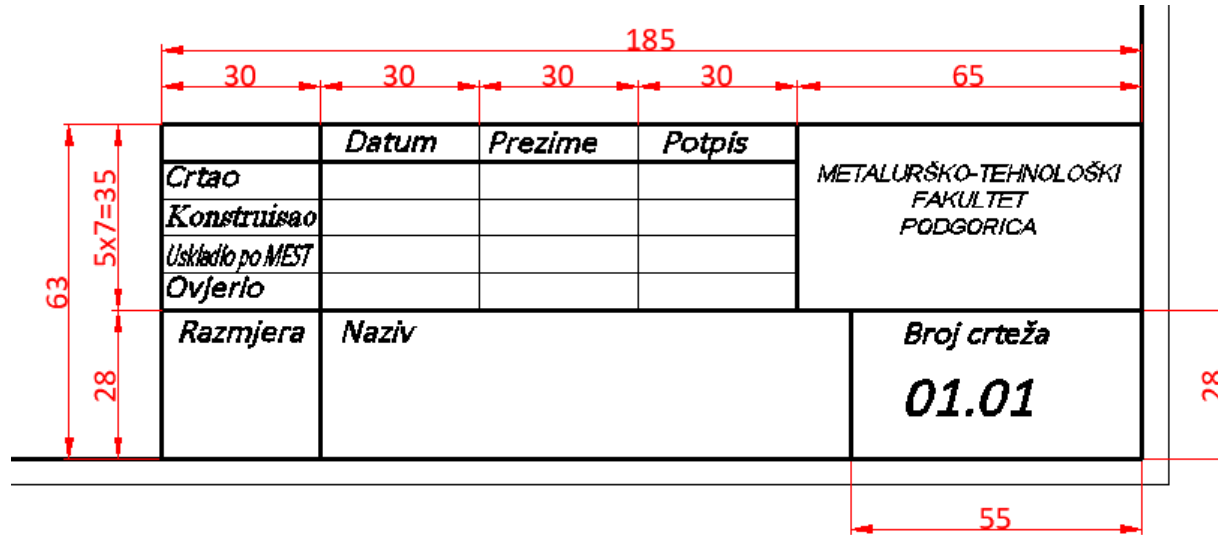 185
30 30 30 30 65
Datum Prezime Potpis
Crtao
Konstruisao
Uskladio po MEST
Ovjerio
METALURŠKO-TEHNOLOŠKI
FAKULTET
PODGORICA
5x7=35
63
28
Razmjera Naziv Broj crteža
01.01
28
55